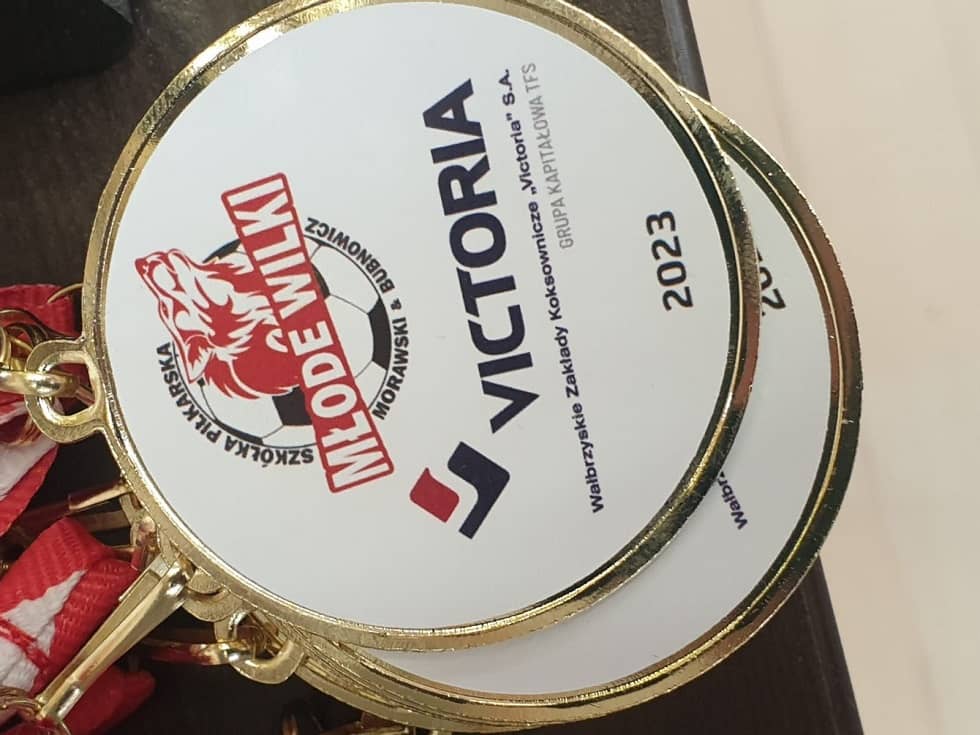 SZKÓŁKA PIŁKARSKA
MŁODE WILKI
MORAWSKI & BUBNOWICZ
VICTORIA
Wałbrzyskie Zakłady Koksownicze „Victoria” S.A.
GRUPA KAPITAŁOWA TFS
2023